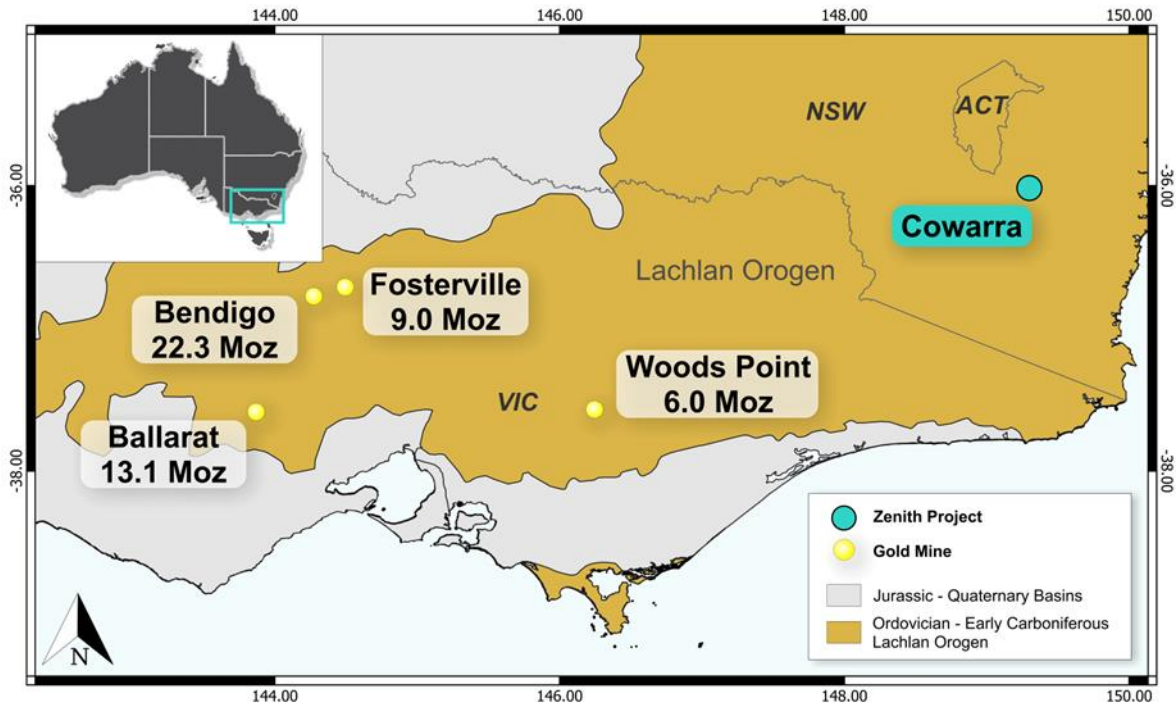 144.00
146.00
148.00
150.00
NSW
ACT
-36.00
-36.00
Cowarra
Lachlan Orogen
Fosterville
9.0 Moz
Bendigo
22.3 Moz
Woods Point
6.0 Moz
VIC
Ballarat
13.1 Moz
-38.00
-38.00
Zenith Project
Gold Mine
Jurassic - Quaternary Basins
Ordovician - Early Carboniferous
Lachlan Orogen
N
144.00
146.00
148.00
150.00